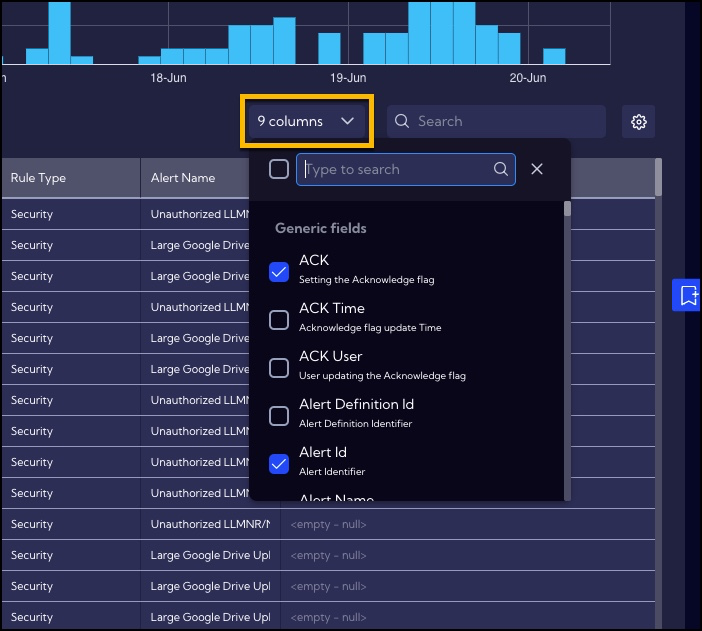 18-Jun
19-Jun
20-Jun
9 columns
Search
Type to search
Rule Type
Alert Name
Generic fields
ACK
Setting the Acknowledge flag
ACK Time
Acknowledge flag update Time
ACK User
User updating the Acknowledge flag
Alert Definition Id
Alert Definition Identifier
Alert Id
Alert Identifier
Alert Name
Security Unauthorized LLMN
Security Large Google Drive
Security Large Google Drive
Security Unauthorized LLMN
Security Large Google Drive
Security Large Google Drive
Security Unauthorized LLMN
Security Unauthorized LLMN
Security Unauthorized LLMN
Security Unauthorized LLMN
Security Unauthorized LLMNR/N <empty - null>
Security Large Google Drive Upl <empty - null>
Security Large Google Drive Upl <empty - null>
Security Large Google Drive Upl <empty - null>